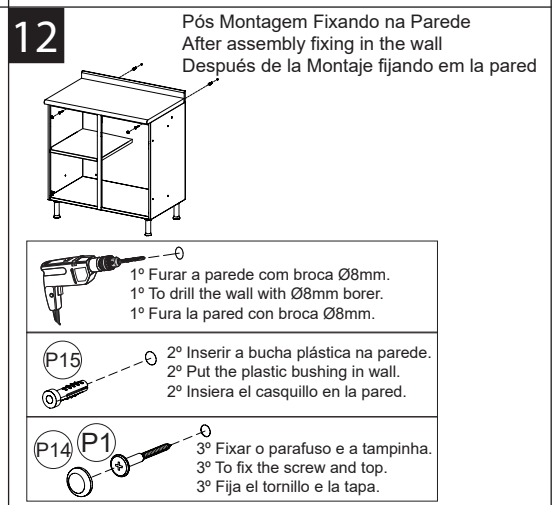 12
Pós Montagem Fixando na Parede
After assembly fixing in the wall
Después de la Montaje fijando em la pared
1º Furar a parede com broca Ø8mm.
1º To drill the wall with Ø8mm borer.
1º Fura la pared con broca Ø8mm.
P15
2º Inserir a bucha plástica na parede.
2º Put the plastic bushing in wall.
2º Insiera el casquillo en la pared.
P14 P1
3º Fixar o parafuso e a tampinha.
3º To fix the screw and top.
3º Fija el tornillo e la tapa.